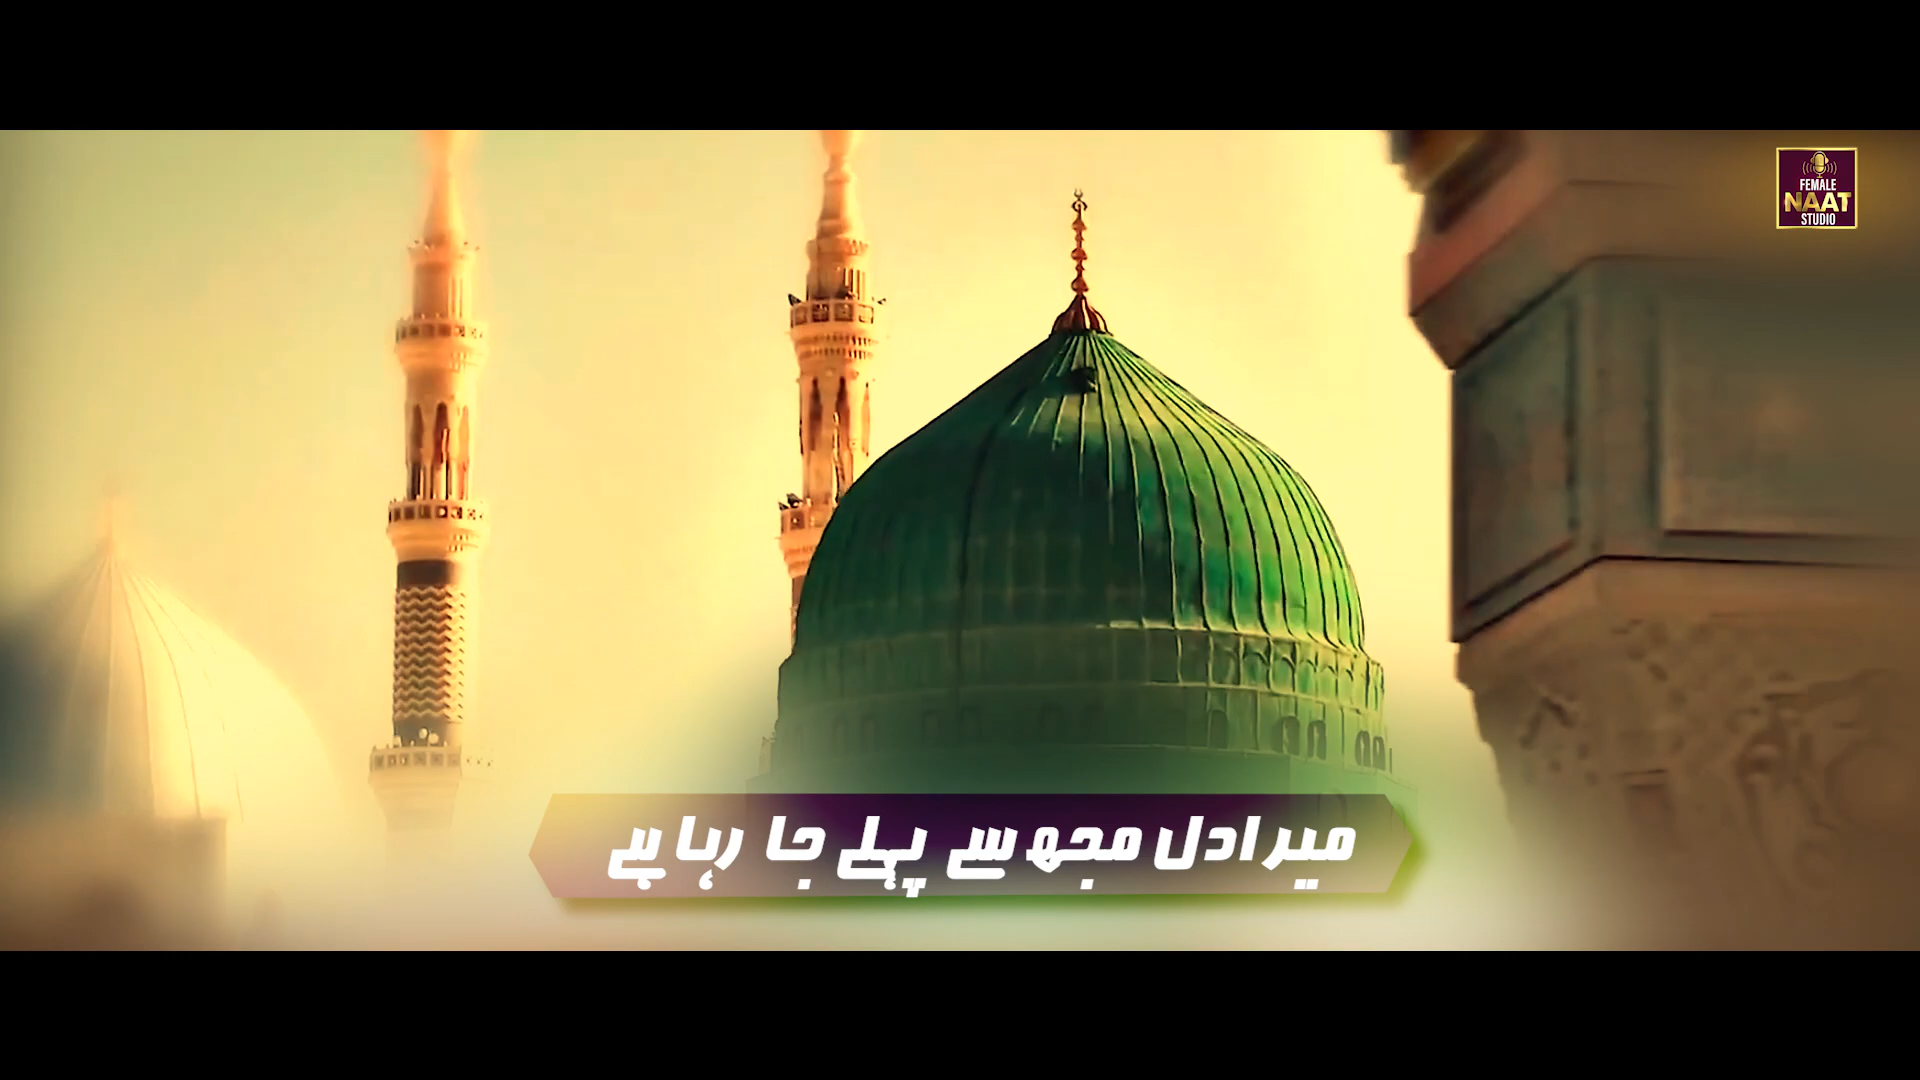 FEMALE
NAAT
STUDIO
میرا دل مجھ سے پہلے جا رہا ہے